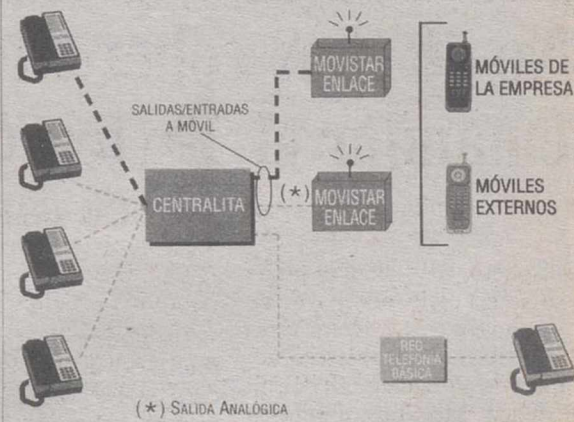 MOVISTAR
ENLACE
MÓVILES DE
LA EMPRESA
SALIDAS/ENTRADAS
A MÓVIL
CENTRALITA
(*)
MOVISTAR
ENLACE
MÓVILES
EXTERNOS
RED
TELEFONÍA
BÁSICA
(*) SALIDA ANALÓGICA